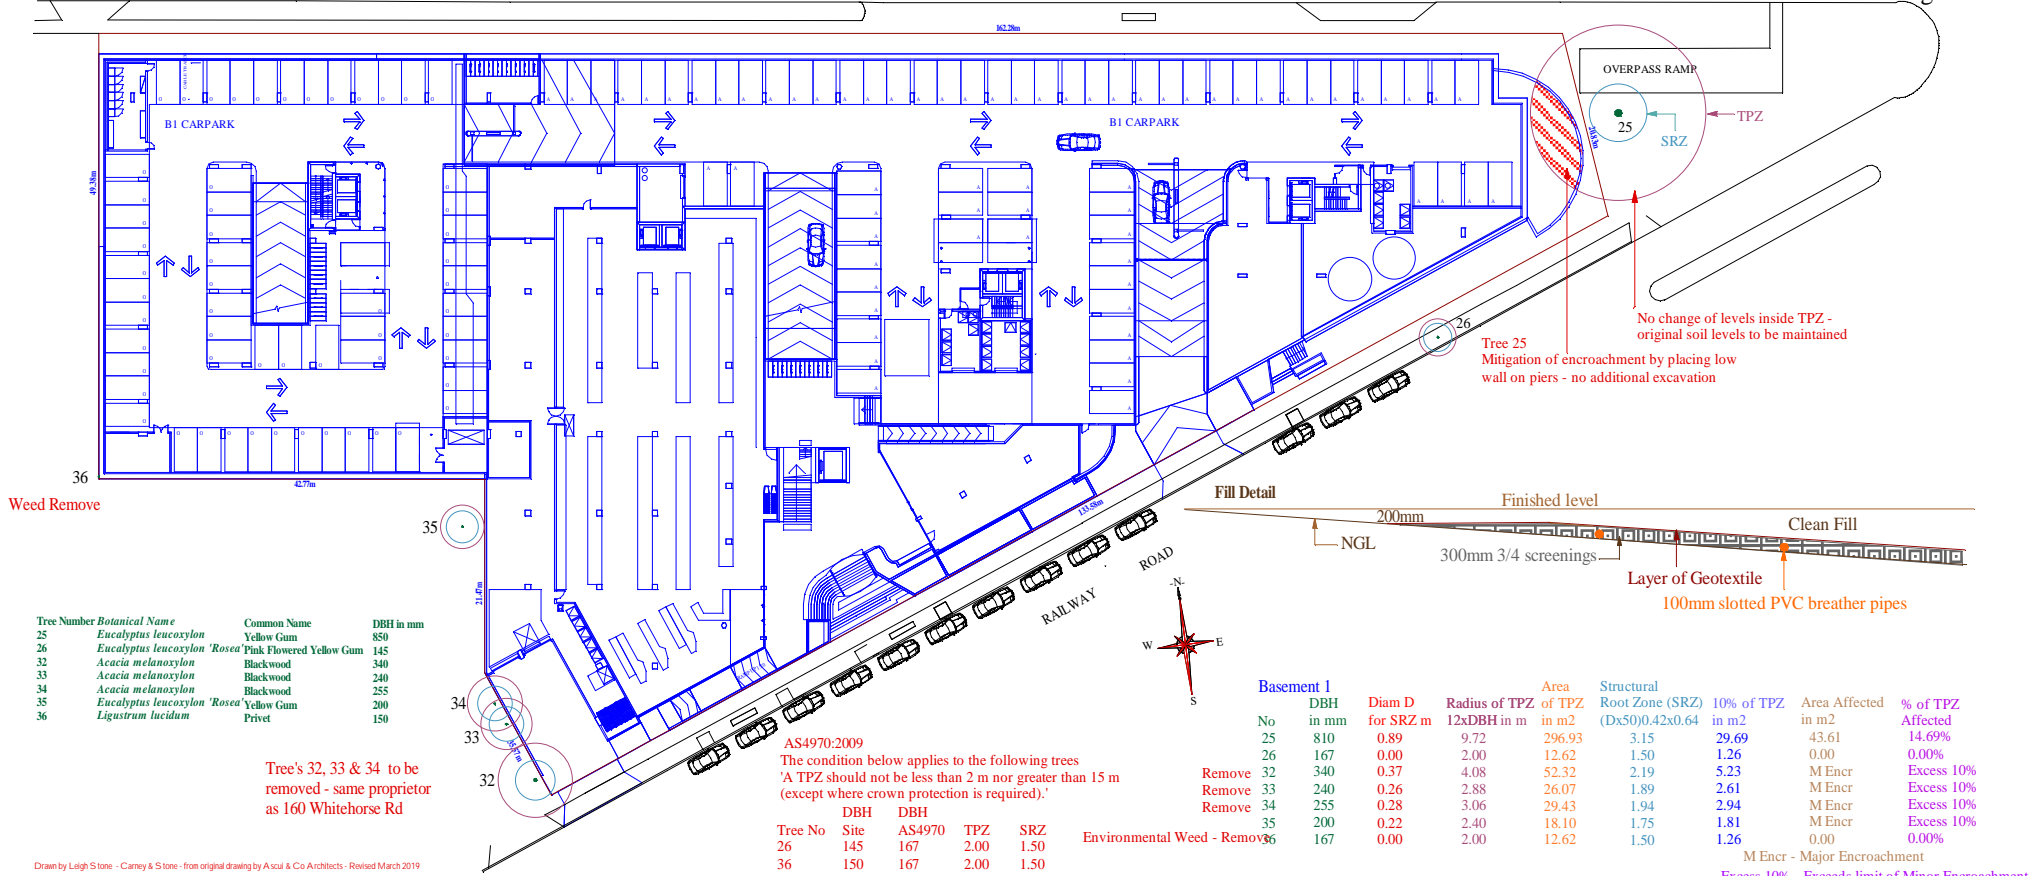 162.28m
OVERPASS RAMP
B1 CARPARK
B1 CARPARK
25
TPZ
SRZ
20.83m
49.38m
26
No change of levels inside TPZ -
original soil levels to be maintained
Tree 25
Mitigation of encroachment by placing low
wall on piers - no additional excavation
36
42.77m
Weed Remove
35
133.58m
Fill Detail
Finished level
200mm
Clean Fill
NGL
300mm 3/4 screenings
Layer of Geotextile
100mm slotted PVC breather pipes
RAILWAY ROAD
N
W E
S
21.47m
Tree Number Botanical Name Common Name DBH in mm
25 Eucalyptus leucoxylon Yellow Gum 850
26 Eucalyptus leucoxylon 'Rosea' Pink Flowered Yellow Gum 145
32 Acacia melanoxylon Blackwood 340
33 Acacia melanoxylon Blackwood 240
34 Acacia melanoxylon Blackwood 255
35 Eucalyptus leucoxylon 'Rosea' Yellow Gum 200
36 Ligustrum lucidum Privet 150
34
33
32
Tree's 32, 33 & 34 to be
removed - same proprietor
as 160 Whitehorse Rd
AS4970:2009
The condition below applies to the following trees
'A TPZ should not be less than 2 m nor greater than 15 m
(except where crown protection is required).'
DBH DBH
Tree No Site AS4970 TPZ SRZ
26 145 167 2.00 1.50
36 150 167 2.00 1.50
Basement 1 Area Structural
DBH Diam D Radius of TPZ of TPZ Root Zone (SRZ) 10% of TPZ Area Affected % of TPZ
No in mm for SRZ m 12xDBH in m in m2 (Dx50)0.42x0.64 in m2 in m2 Affected
25 810 0.89 9.72 296.93 3.15 29.69 43.61 14.69%
26 167 0.00 2.00 12.62 1.50 1.26 0.00 0.00%
Remove 32 340 0.37 4.08 52.32 2.19 5.23 M Encr Excess 10%
Remove 33 240 0.26 2.88 26.07 1.89 2.61 M Encr Excess 10%
Remove 34 255 0.28 3.06 29.43 1.94 2.94 M Encr Excess 10%
35 200 0.22 2.40 18.10 1.75 1.81 M Encr Excess 10%
Environmental Weed - Remove 36 167 0.00 2.00 12.62 1.50 1.26 0.00 0.00%
M Encr - Major Encroachment
Excess 10% - Exceeds limit of Minor Encroachment
Drawn by Leigh Stone - Carney & Stone - from original drawing by Ascui & Co Architects - Revised March 2019